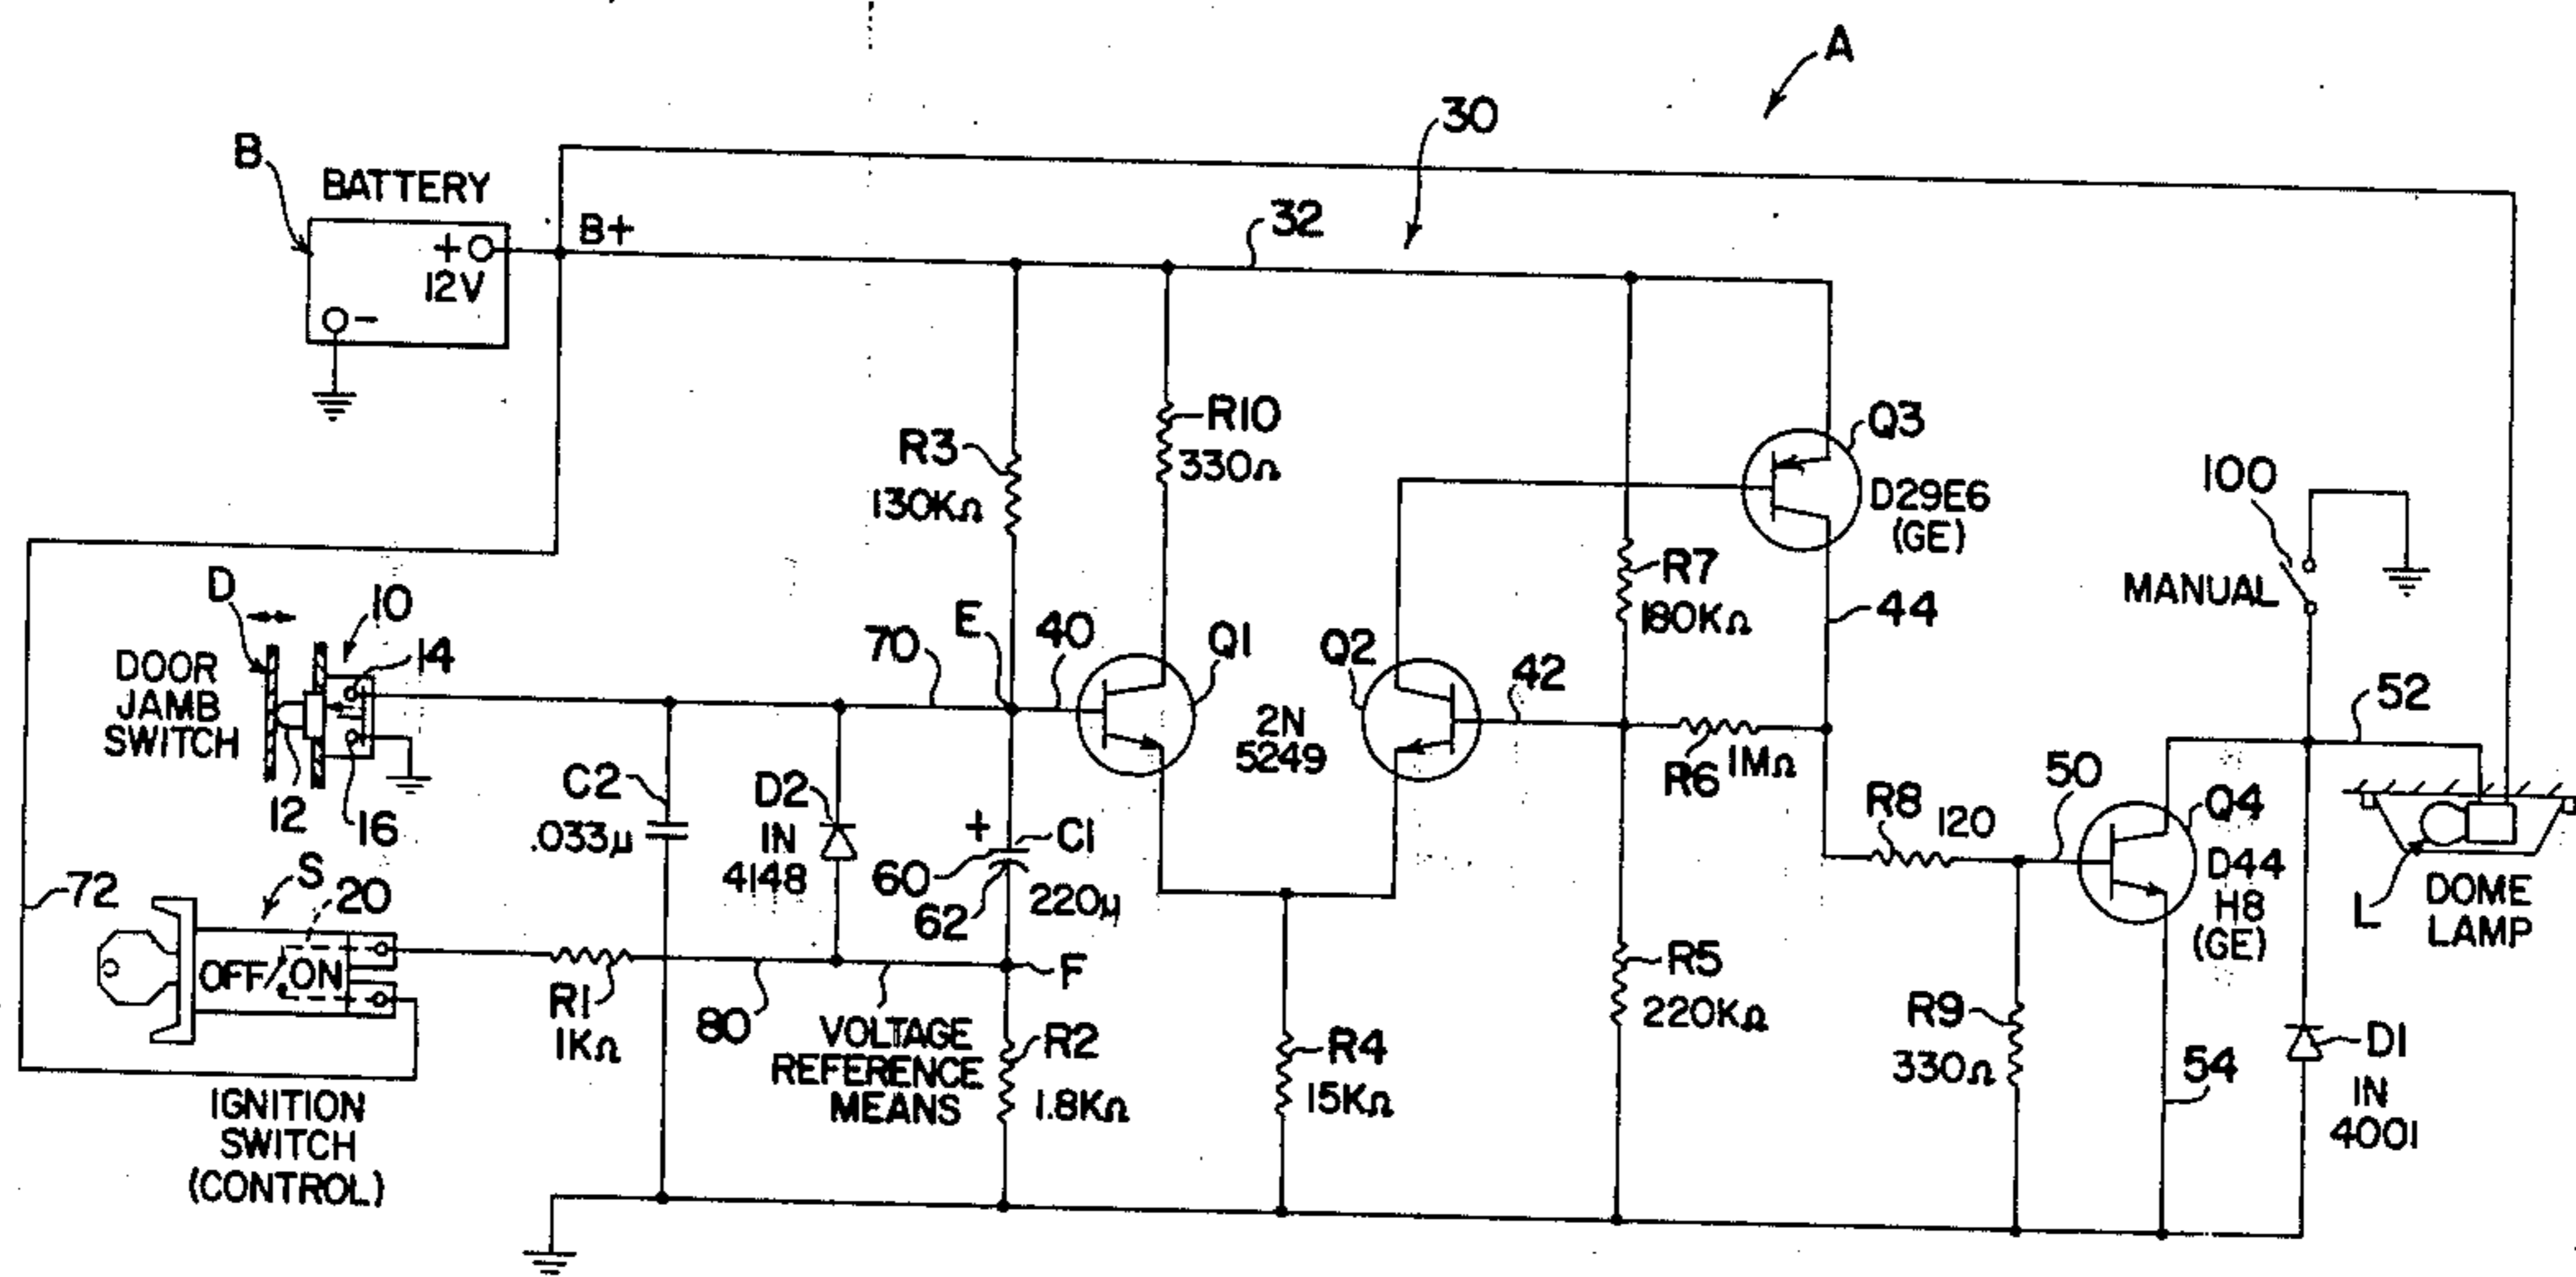 A
30
B
BATTERY
B+
32
+
12V
-
R10
330Ω
R3
130KΩ
Q3
D29E6
(GE)
100
MANUAL
R7
180KΩ
44
D
10
14
DOOR
JAMB
SWITCH
12
16
70
E
40
Q1
Q2
42
2N
5249
R6
1MΩ
52
C2
.033μ
D2
IN
4148
+
C1
60
62
220μ
R8
120
50
Q4
D44
H8
(GE)
L
DOME
LAMP
72
S
20
OFF/ON
R1
1KΩ
80
VOLTAGE
REFERENCE
MEANS
F
R2
1.8KΩ
R4
15KΩ
R5
220KΩ
R9
330Ω
54
D1
IN
4001
IGNITION
SWITCH
(CONTROL)